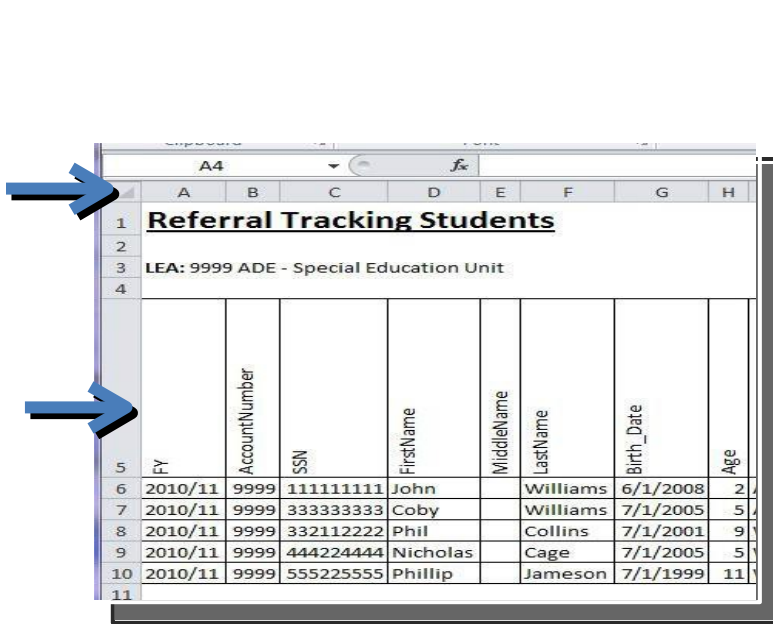 A4 fx
A B C D E F G H
1 Referral Tracking Students
2
3 LEA: 9999 ADE - Special Education Unit
4
5 FY AccountNumber SSN FirstName MiddleName LastName Birth_Date Age
6 2010/11 9999 111111111 John Williams 6/1/2008 2
7 2010/11 9999 333333333 Coby Williams 7/1/2005 5
8 2010/11 9999 332112222 Phil Collins 7/1/2001 9
9 2010/11 9999 444224444 Nicholas Cage 7/1/2005 5
10 2010/11 9999 555225555 Phillip Jameson 7/1/1999 11
11